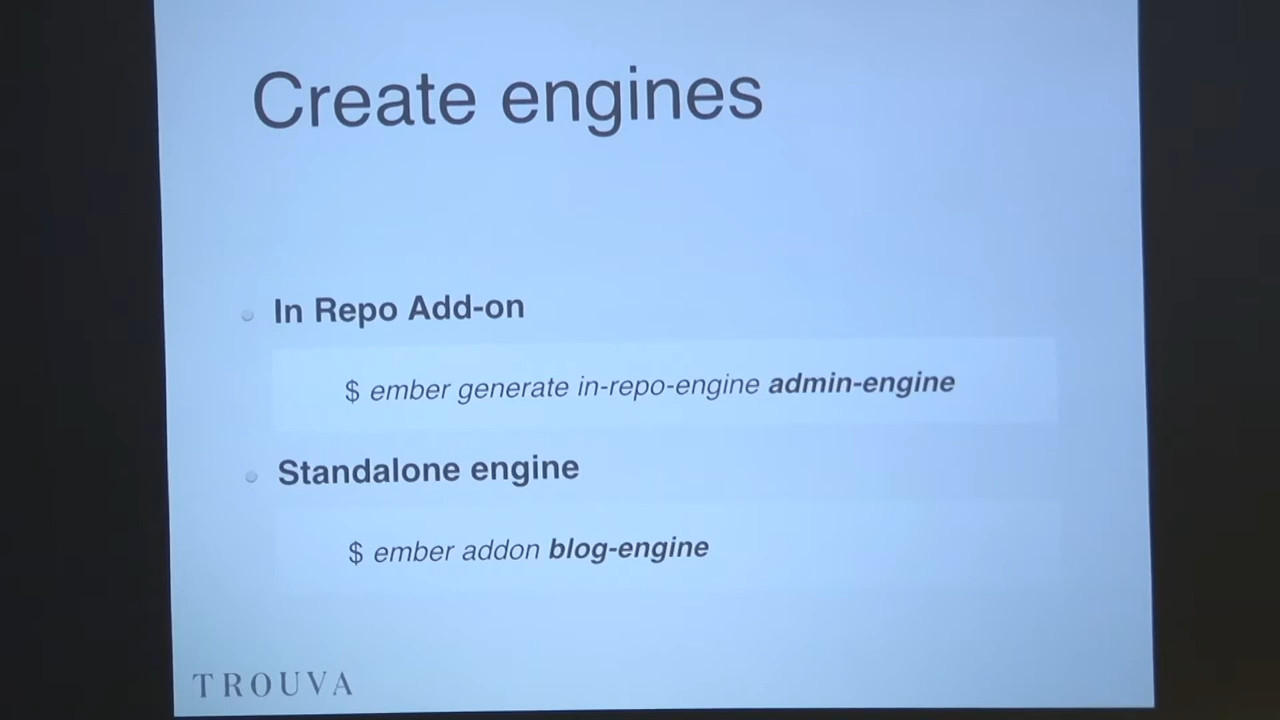 Create engines
In Repo Add-on
$ ember generate in-repo-engine admin-engine
Standalone engine
$ ember addon blog-engine
TROUVA